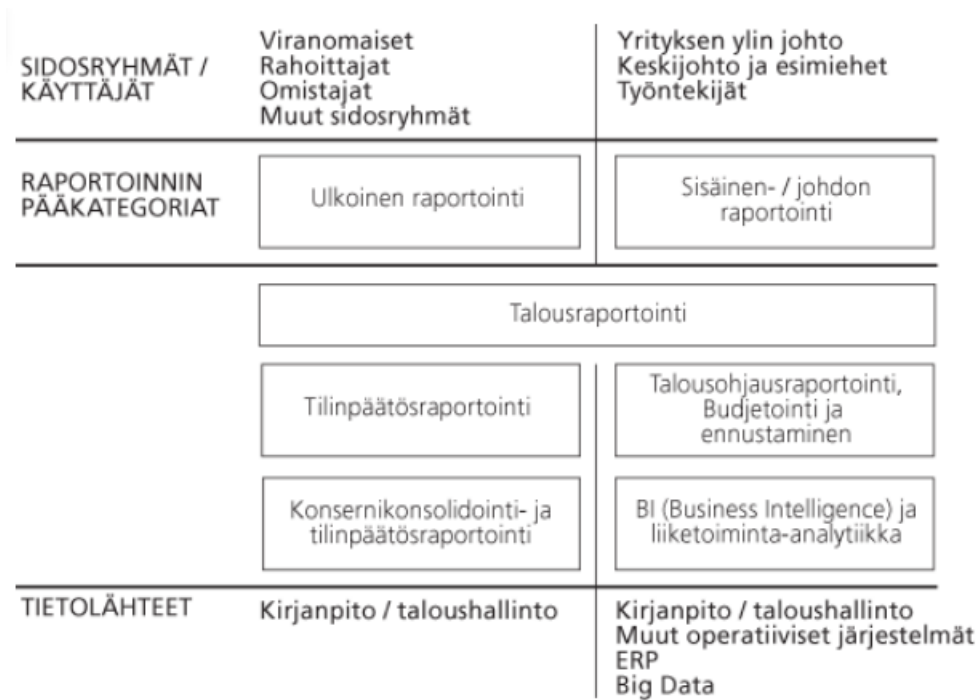 SIDOSRYHMÄT /
KÄYTTÄJÄT
Viranomaiset
Rahoittajat
Omistajat
Muut sidosryhmät
Yrityksen ylin johto
Keskijohto ja esimiehet
Työntekijät
RAPORTOINNIN
PÄÄKATEGORIAT
Ulkoinen raportointi
Sisäinen- / johdon
raportointi
Talousraportointi
Tilinpäätösraportointi
Talousohjausraportointi,
Budjetointi ja
ennustaminen
Konsernikonsolidointi- ja
tilinpäätösraportointi
BI (Business Intelligence) ja
liiketoiminta-analytiikka
TIETOLÄHTEET
Kirjanpito / taloushallinto
Kirjanpito / taloushallinto
Muut operatiiviset järjestelmät
ERP
Big Data